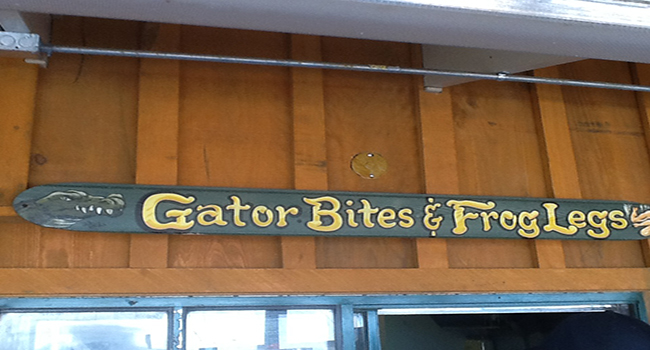 Gator Bites & Frog Legs